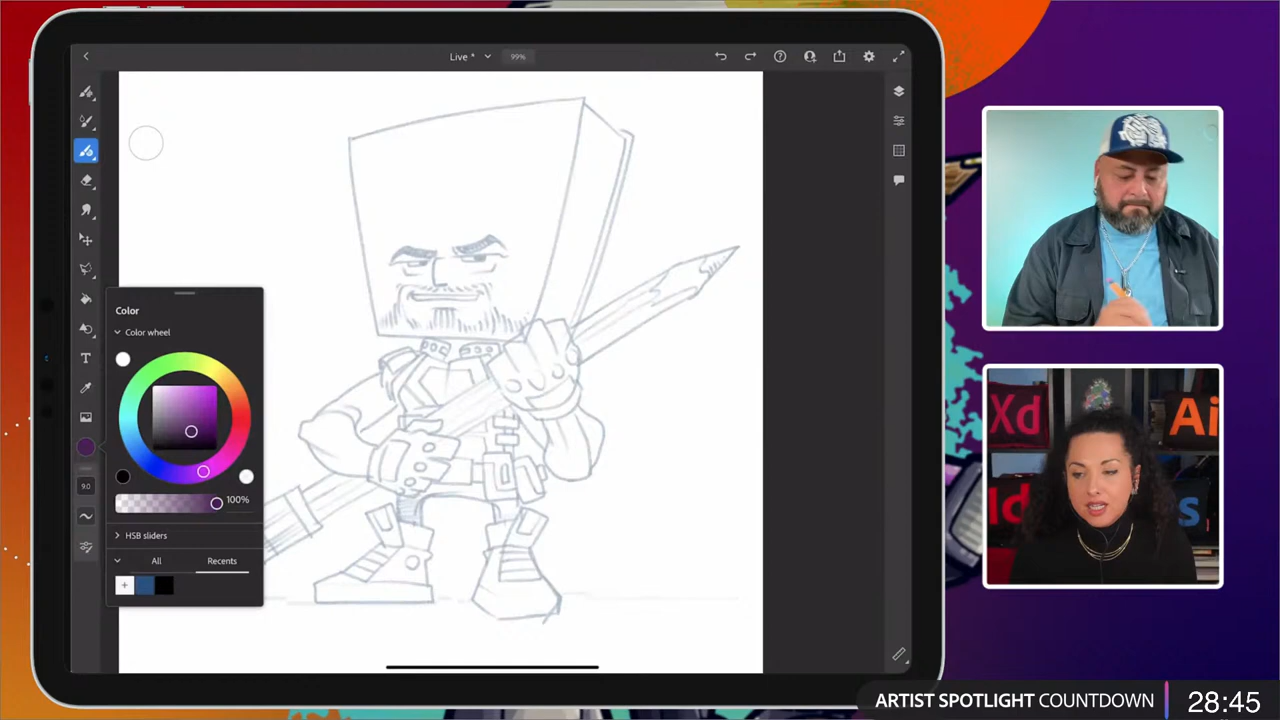 Live *
99%
Color
Color wheel
100%
HSB sliders
All
Recents
9.0
T
Xd
Ai
Id
s
ARTIST SPOTLIGHT COUNTDOWN
28:45